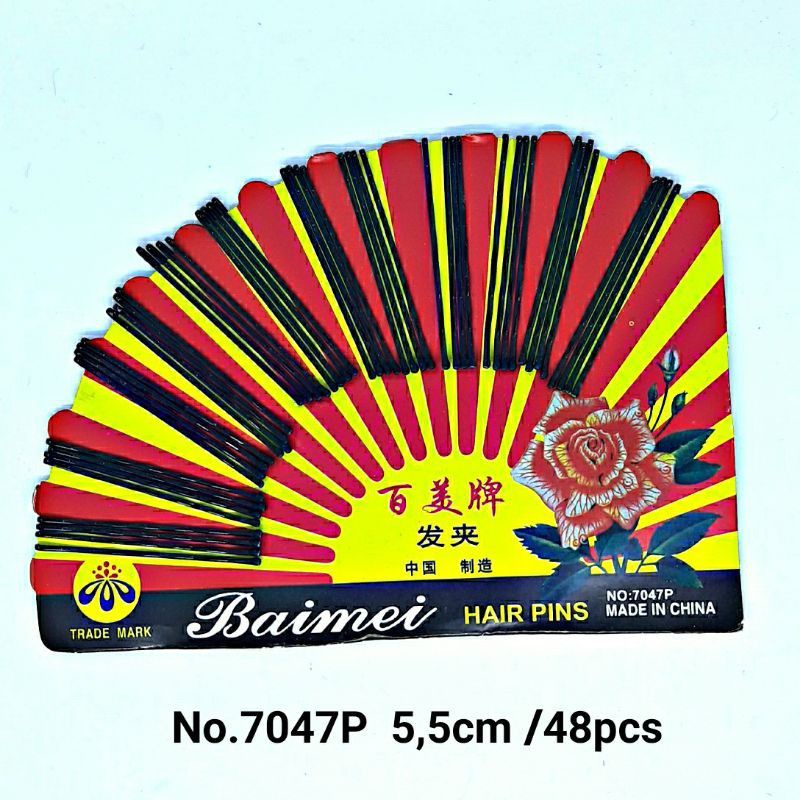 百美牌
发夹
中国 制造
TRADE MARK
Baimei HAIR PINS
NO:7047P
MADE IN CHINA
No.7047P 5,5cm /48pcs